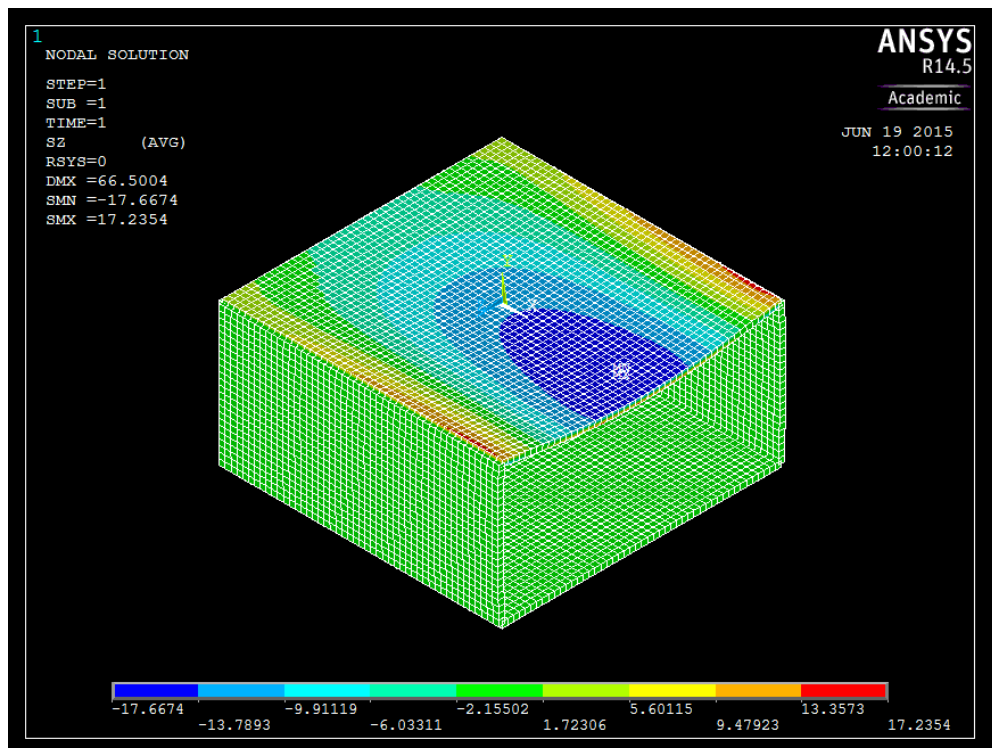 1
NODAL SOLUTION
STEP=1
SUB =1
TIME=1
SZ (AVG)
RSYS=0
DMX =66.5004
SMN =-17.6674
SMX =17.2354
ANSYS
R14.5
Academic
JUN 19 2015
12:00:12
Y
X
-17.6674 -9.91119 -2.15502 5.60115 13.3573
-13.7893 -6.03311 1.72306 9.47923 17.2354